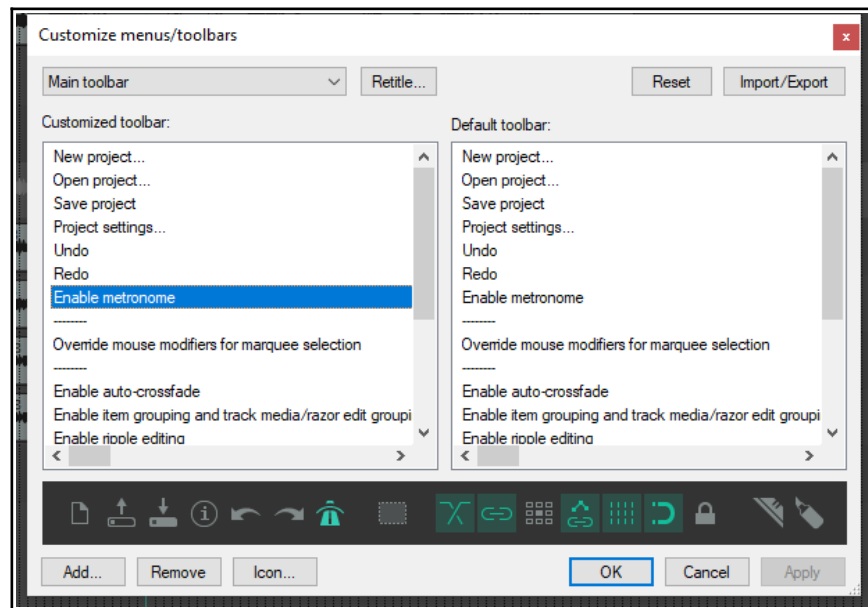 Customize menus/toolbars
x
Main toolbar
Retitle...
Reset
Import/Export
Customized toolbar:
Default toolbar:
New project...
Open project...
Save project
Project settings...
Undo
Redo
Enable metronome
--------
Override mouse modifiers for marquee selection
--------
Enable auto-crossfade
Enable item grouping and track media/razor edit groupi
Enable ripple editing
New project...
Open project...
Save project
Project settings...
Undo
Redo
Enable metronome
--------
Override mouse modifiers for marquee selection
--------
Enable auto-crossfade
Enable item grouping and track media/razor edit groupi
Enable ripple editing
Add...
Remove
Icon...
OK
Cancel
Apply